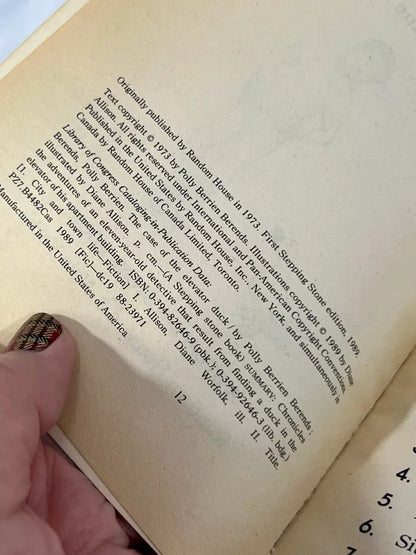 Originally published by Random House in 1973. First Stepping Stone edition, 1989.
Text copyright © 1973 by Polly Berrien Berends. Illustrations copyright © 1989 by Diane
Allison. All rights reserved under International and Pan-American Copyright Conventions.
Published in the United States by Random House, Inc., New York, and simultaneously in
Canada by Random House of Canada Limited, Toronto.
Library of Congress Cataloging-in-Publication Data:
Berends, Polly Berrien. The case of the elevator duck / by Polly Berrien Berends;
illustrated by Diane Allison. p. cm.—(A Stepping stone book) SUMMARY: Chronicles
the adventures of an eleven-year-old detective that result from finding a duck in the
elevator of his apartment building. ISBN: 0-394-82646-9 (pbk.); 0-394-92646-3 (lib. bdg.)
[1. City and town life—Fiction] I. Allison, Diane Worfolk, ill. II. Title.
PZ7.B4482Cas 1989 [Fic]—dc19 88-23971
Manufactured in the United States of America
12
4.
5.
6.
7.